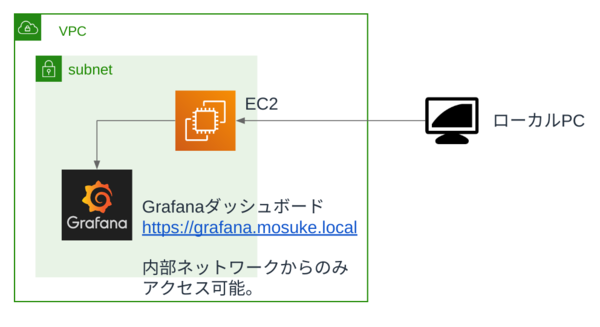 VPC
subnet
EC2
ローカルPC
Grafana
Grafanaダッシュボード
https://grafana.mosuke.local
内部ネットワークからのみ
アクセス可能。